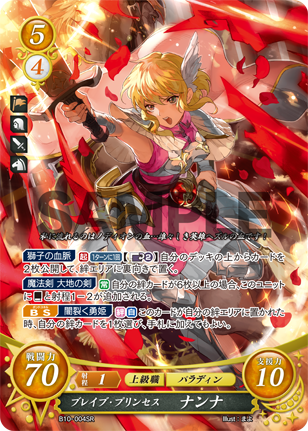 5
4
SAMPLE
獅子の血脈 起 1ターンに1回 自分のデッキの上からカードを
2枚公開して、絆エリアに裏向きで置く。
魔法剣 大地の剣 常 自分の絆カードが6枚以上の場合、このユニット
に と射程1－2が追加される。
BS 闇裂く勇姫 絆 自 このカードが自分の絆エリアに置かれた
時、自分の絆カードを1枚選び、手札に加えてもよい。
戦闘力
70
射程 1 上級職 パラディン
支援力
10
ブレイブ・プリンセス ナンナ
B10-004SR
Illust. まよ